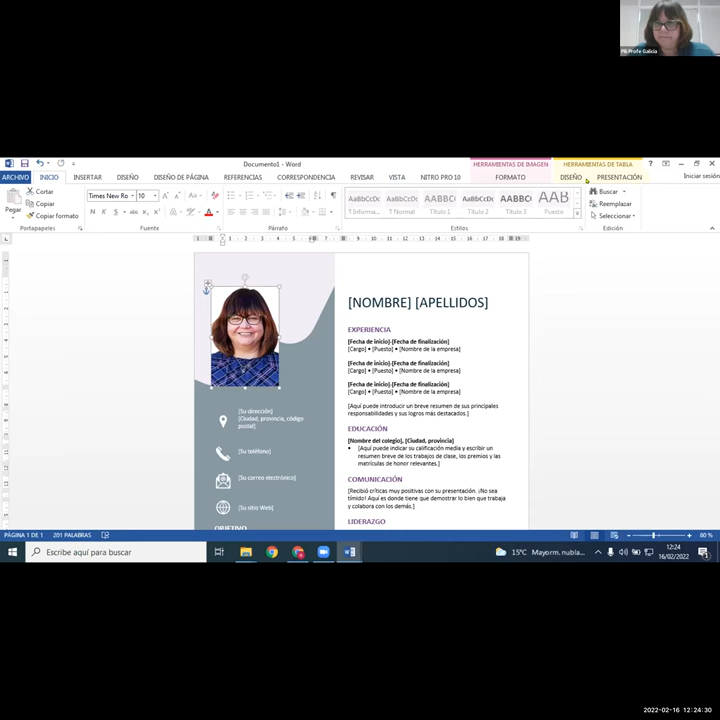 PB Profe Galicia
Documento1 - Word
HERRAMIENTAS DE IMAGEN
HERRAMIENTAS DE TABLA
ARCHIVO INICIO INSERTAR DISEÑO DISEÑO DE PÁGINA REFERENCIAS CORRESPONDENCIA REVISAR VISTA NITRO PRO 10 FORMATO DISEÑO PRESENTACIÓN Iniciar sesión
Pegar
Cortar
Copiar
Copiar formato
Portapapeles
Times New Ro 10
Fuente
Párrafo
AaBbCcDc AaBbCcDc AABBC AaBbCcDc AABBCC AAB
¶ Informa... ¶ Normal Título 1 Título 2 Título 3 Puesto
Estilos
Buscar
Reemplazar
Seleccionar
Edición
[NOMBRE] [APELLIDOS]
EXPERIENCIA
[Fecha de inicio]-[Fecha de finalización]
[Cargo] • [Puesto] • [Nombre de la empresa]
[Fecha de inicio]-[Fecha de finalización]
[Cargo] • [Puesto] • [Nombre de la empresa]
[Fecha de inicio]-[Fecha de finalización]
[Cargo] • [Puesto] • [Nombre de la empresa]
[Aquí puede introducir un breve resumen de sus principales
responsabilidades y sus logros más destacados.]
EDUCACIÓN
[Nombre del colegio], [Ciudad, provincia]
• [Aquí puede indicar su calificación media y escribir un
resumen breve de los trabajos de clase, los premios y las
matrículas de honor relevantes.]
COMUNICACIÓN
[Recibió críticas muy positivas con su presentación. ¡No sea
tímido! Aquí es donde tiene que demostrar lo bien que trabaja
y colabora con los demás.]
LIDERAZGO
[Su dirección]
[Ciudad, provincia, código
postal]
[Su teléfono]
[Su correo electrónico]
[Su sitio Web]
OBJETIVO
PÁGINA 1 DE 1 201 PALABRAS
80 %
Escribe aquí para buscar
15°C Mayorm. nubla...
12:24
16/02/2022
2022-02-16 12:24:30